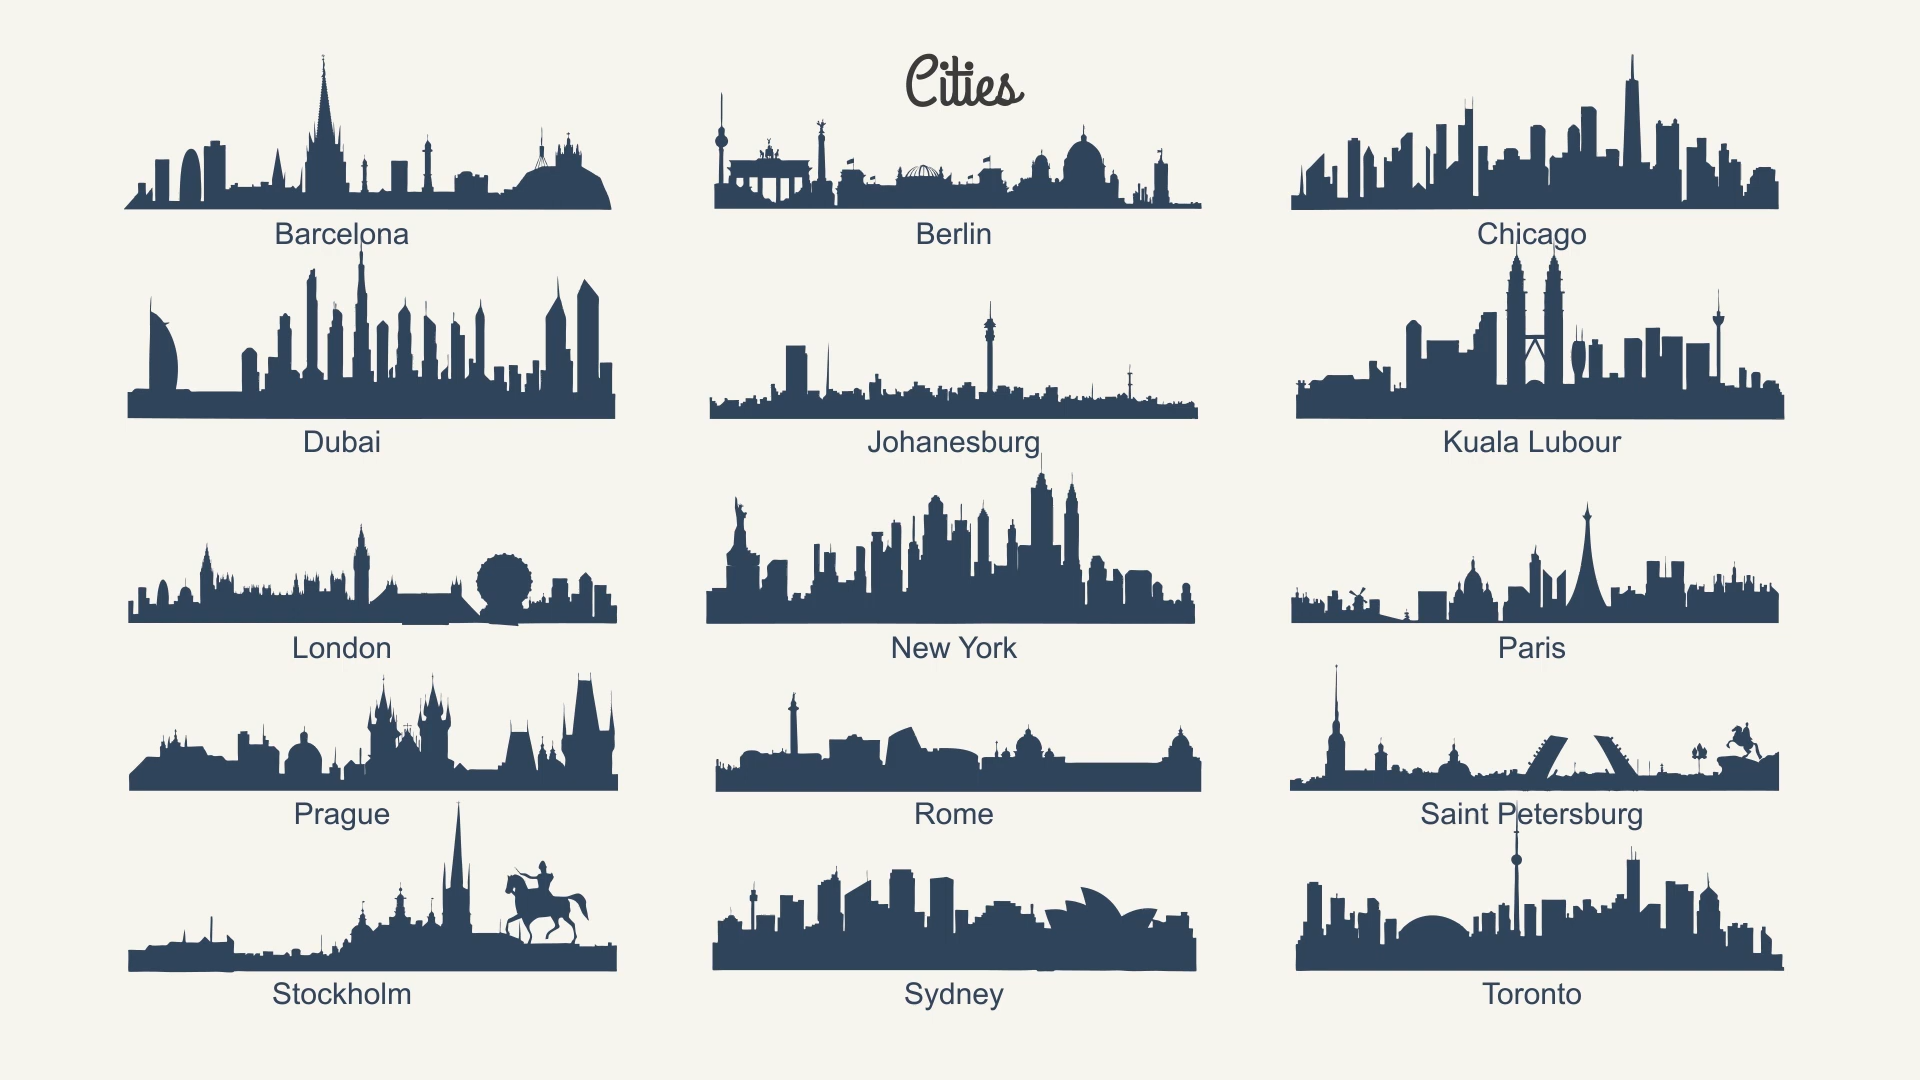 Cities
Barcelona
Berlin
Chicago
Dubai
Johanesburg
Kuala Lubour
London
New York
Paris
Prague
Rome
Saint Petersburg
Stockholm
Sydney
Toronto